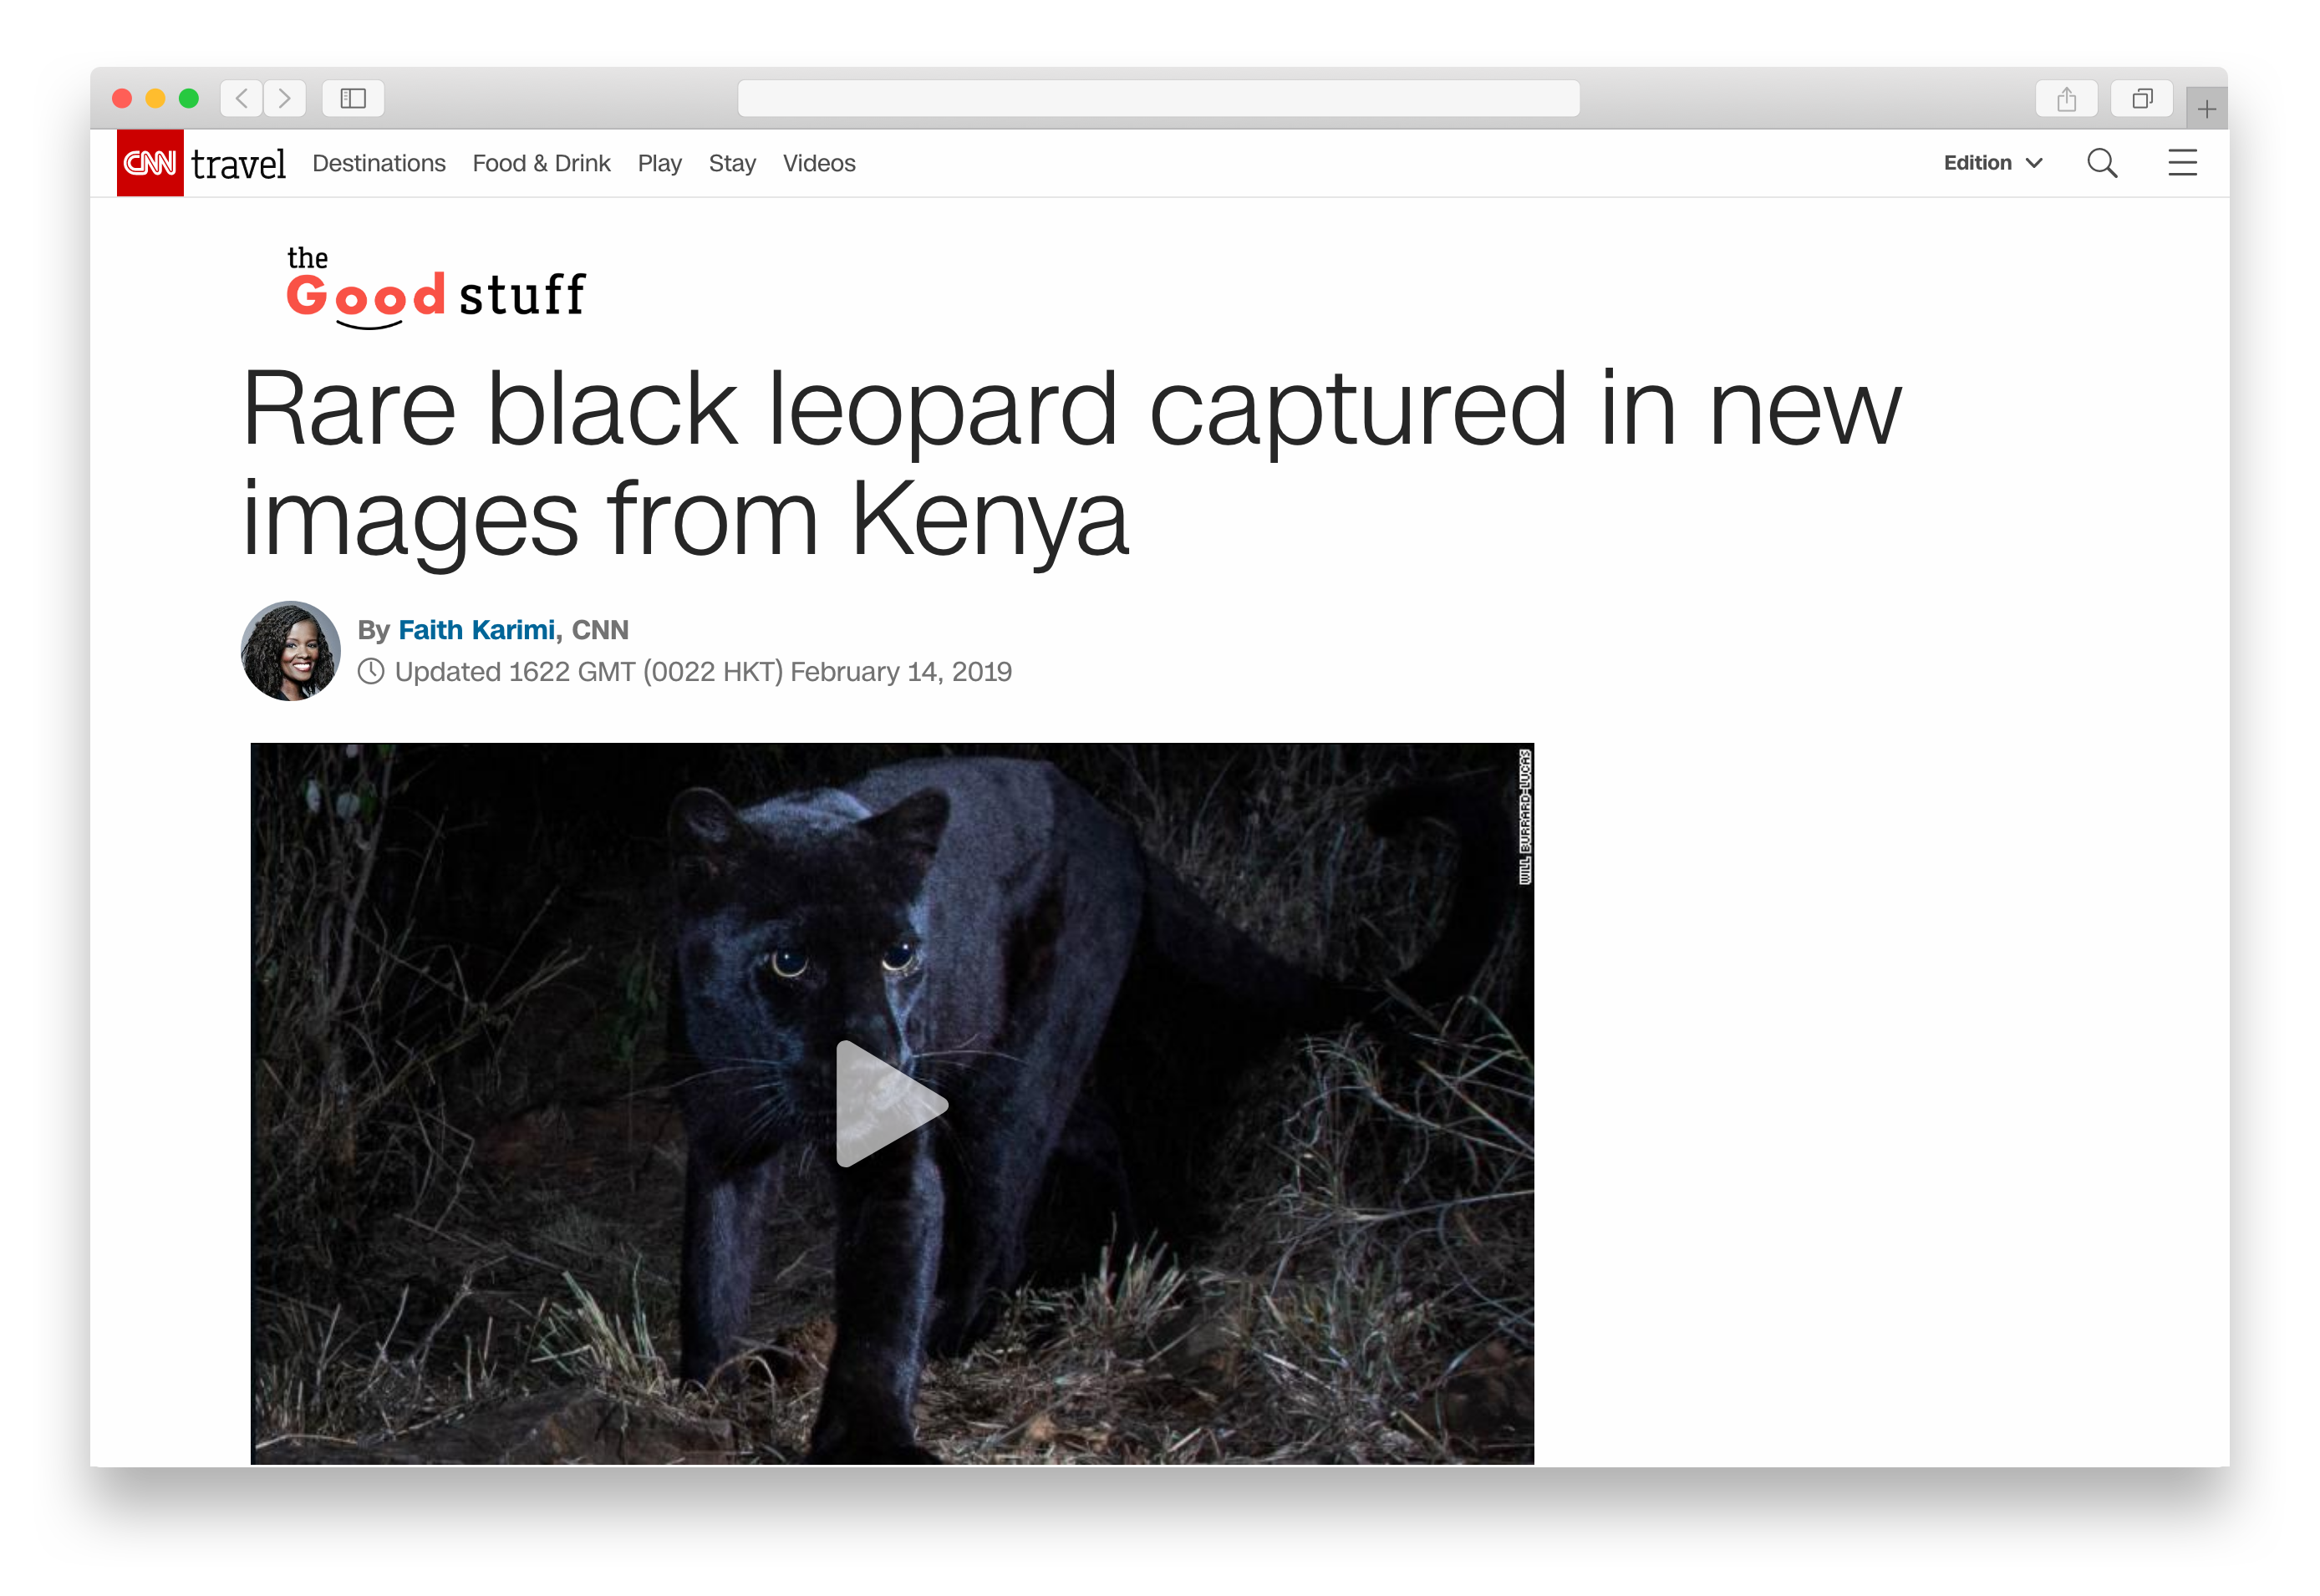 CNN travel Destinations Food & Drink Play Stay Videos Edition
the
Good stuff
Rare black leopard captured in new
images from Kenya
By Faith Karimi, CNN
Updated 1622 GMT (0022 HKT) February 14, 2019
WILL BURRARD-LUCAS